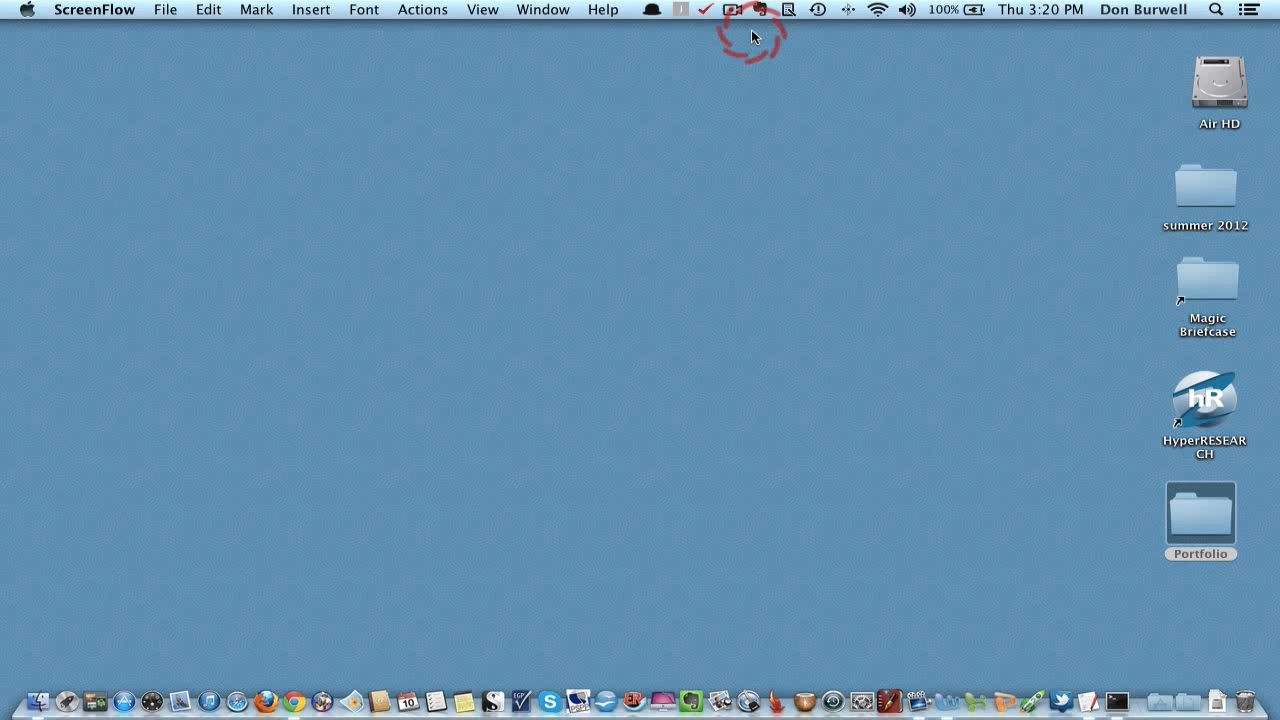 ScreenFlow File Edit Mark Insert Font Actions View Window Help 100% Thu 3:20 PM Don Burwell
Air HD
summer 2012
Magic
Briefcase
hR
HyperRESEAR
CH
Portfolio
10